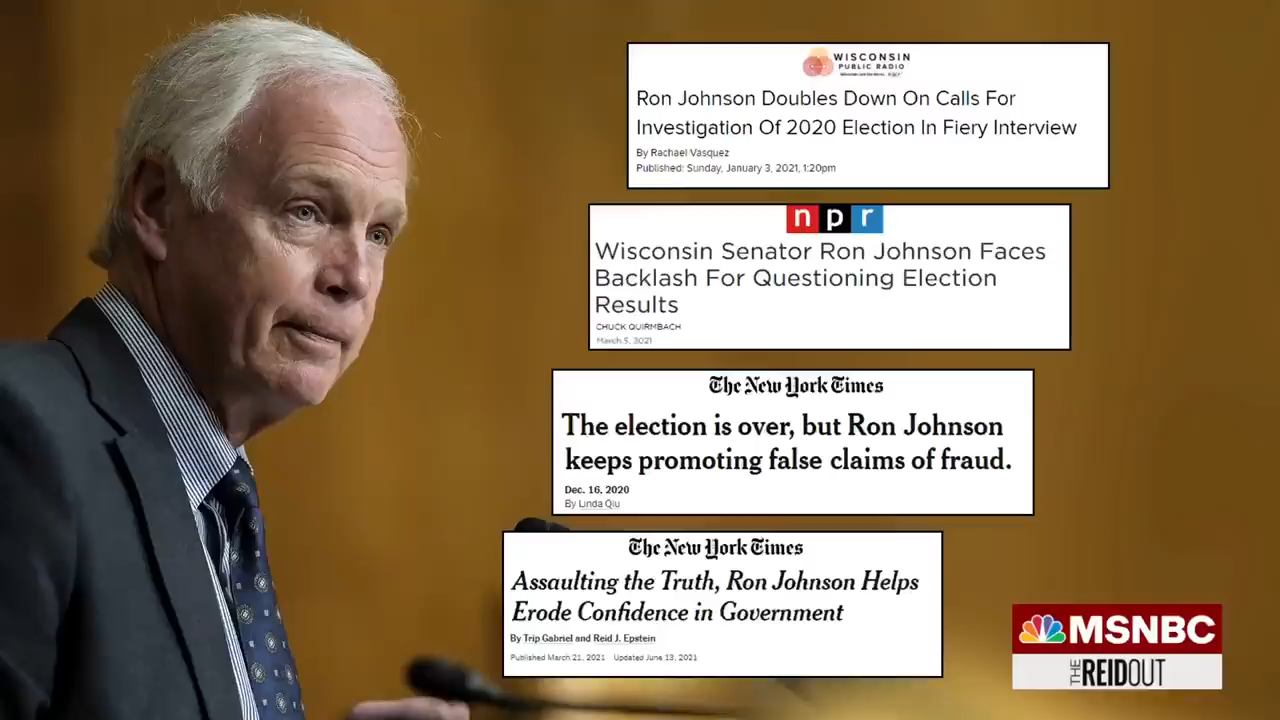 WISCONSIN
PUBLIC RADIO
Ron Johnson Doubles Down On Calls For
Investigation Of 2020 Election In Fiery Interview
By Rachael Vasquez
Published: Sunday, January 3, 2021, 1:20pm
npr
Wisconsin Senator Ron Johnson Faces
Backlash For Questioning Election
Results
CHUCK QUIRMBACH
March 5, 2021
The New York Times
The election is over, but Ron Johnson
keeps promoting false claims of fraud.
Dec. 16, 2020
By Linda Qiu
The New York Times
Assaulting the Truth, Ron Johnson Helps
Erode Confidence in Government
By Trip Gabriel and Reid J. Epstein
Published March 21, 2021 Updated June 13, 2021
MSNBC
THE REIDOUT